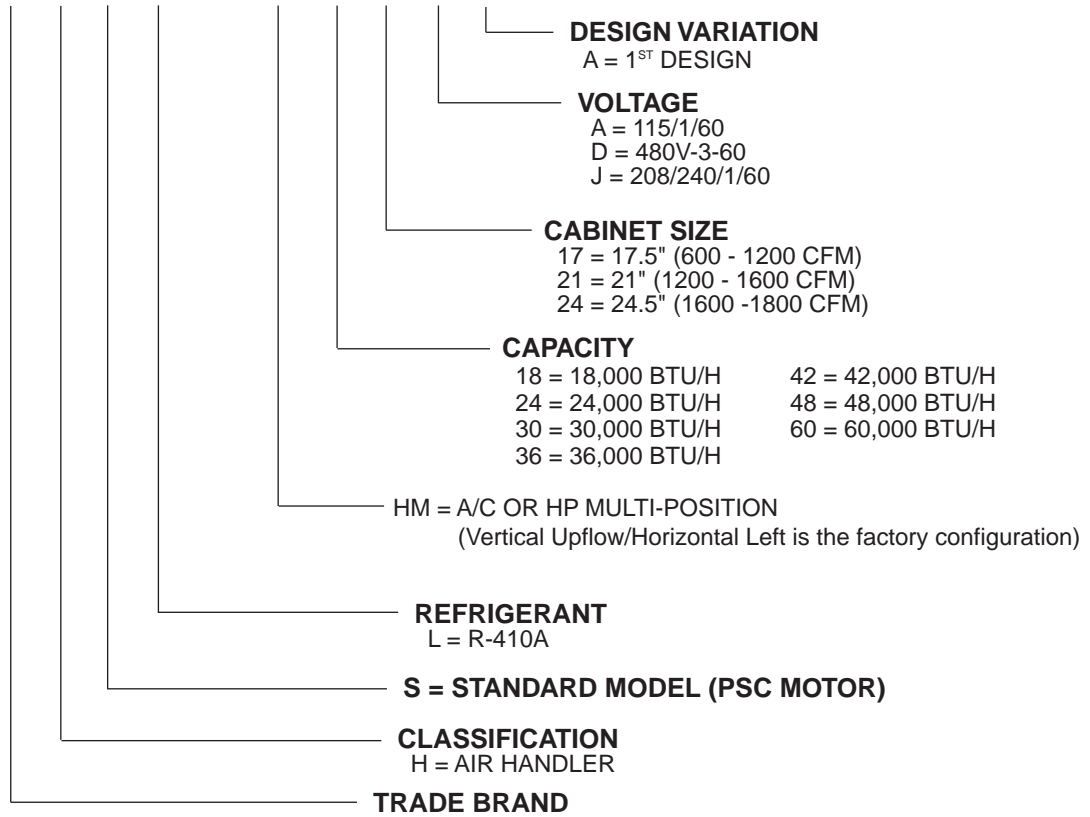 DESIGN VARIATION
A = 1ST DESIGN
VOLTAGE
A = 115/1/60
D = 480V-3-60
J = 208/240/1/60
CABINET SIZE
17 = 17.5" (600 - 1200 CFM)
21 = 21" (1200 - 1600 CFM)
24 = 24.5" (1600 -1800 CFM)
CAPACITY
18 = 18,000 BTU/H 42 = 42,000 BTU/H
24 = 24,000 BTU/H 48 = 48,000 BTU/H
30 = 30,000 BTU/H 60 = 60,000 BTU/H
36 = 36,000 BTU/H
HM = A/C OR HP MULTI-POSITION
(Vertical Upflow/Horizontal Left is the factory configuration)
REFRIGERANT
L = R-410A
S = STANDARD MODEL (PSC MOTOR)
CLASSIFICATION
H = AIR HANDLER
TRADE BRAND